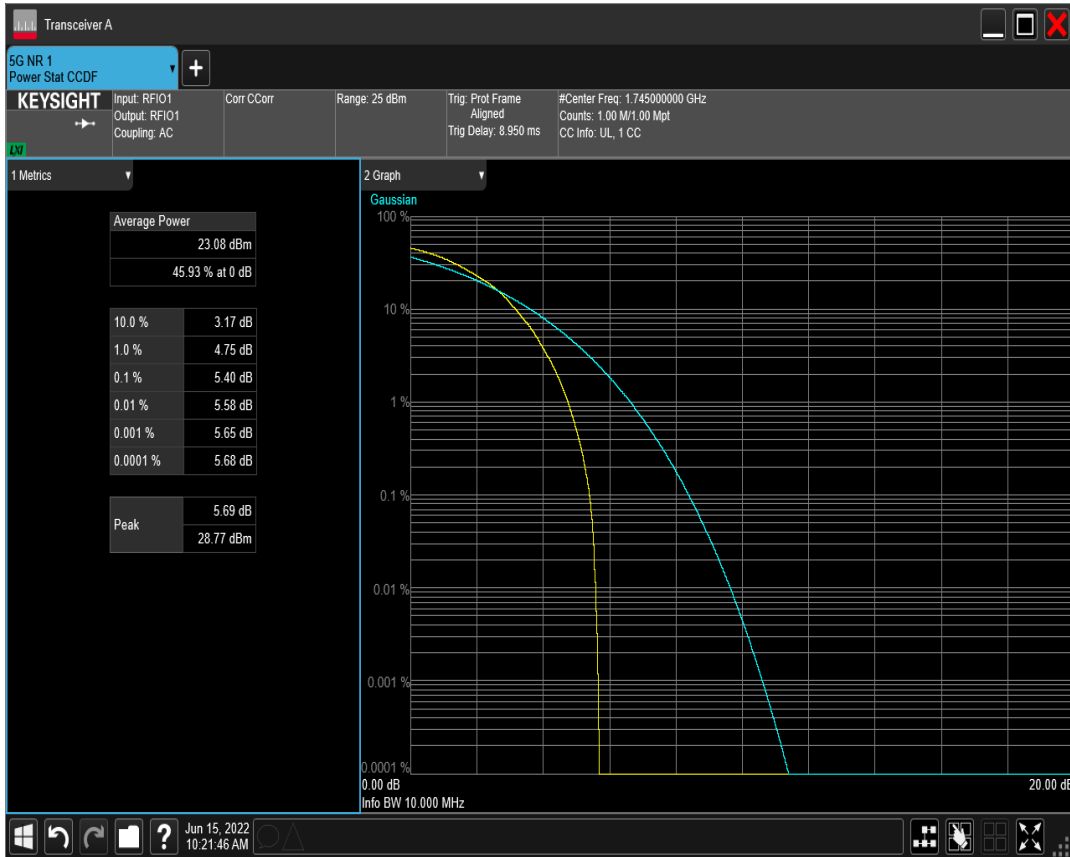 Transceiver A
5G NR 1
Power Stat CCDF
KEYSIGHT
LXI
Input: RFIO1
Output: RFIO1
Coupling: AC
Corr CCorr
Range: 25 dBm
Trig: Prot Frame
Aligned
Trig Delay: 8.950 ms
#Center Freq: 1.745000000 GHz
Counts: 1.00 M/1.00 Mpt
CC Info: UL, 1 CC
1 Metrics
Average Power
23.08 dBm
45.93 % at 0 dB
10.0 % 3.17 dB
1.0 % 4.75 dB
0.1 % 5.40 dB
0.01 % 5.58 dB
0.001 % 5.65 dB
0.0001 % 5.68 dB
Peak 5.69 dB
28.77 dBm
2 Graph
Gaussian
100 %
10 %
1 %
0.1 %
0.01 %
0.001 %
0.0001 %
0.00 dB 20.00 dB
Info BW 10.000 MHz
? Jun 15, 2022
10:21:46 AM